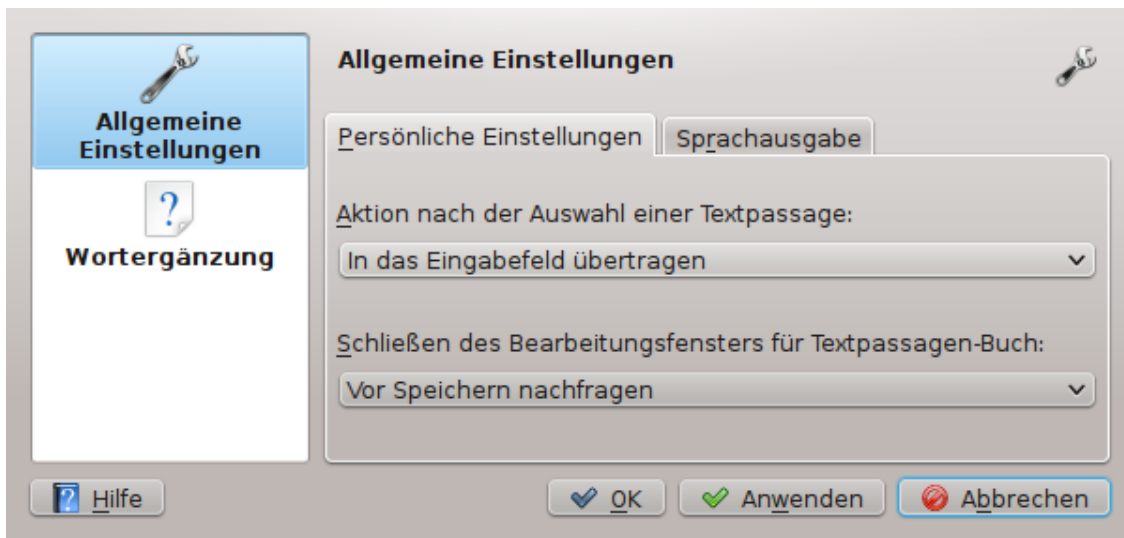 Allgemeine
Einstellungen
Wortergänzung
Allgemeine Einstellungen
Persönliche Einstellungen
Sprachausgabe
Aktion nach der Auswahl einer Textpassage:
In das Eingabefeld übertragen
Schließen des Bearbeitungsfensters für Textpassagen-Buch:
Vor Speichern nachfragen
Hilfe
OK
Anwenden
Abbrechen